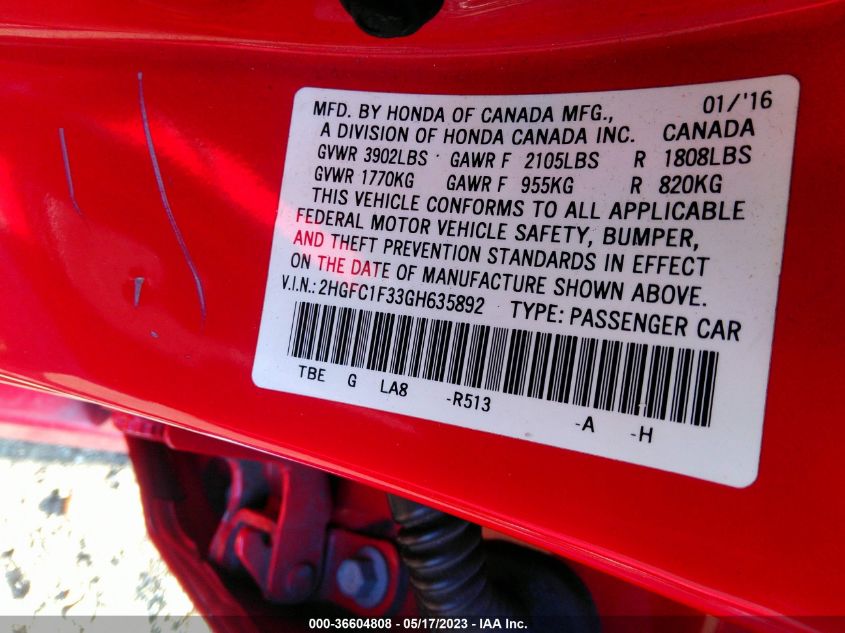 01/'16
MFD. BY HONDA OF CANADA MFG.,
A DIVISION OF HONDA CANADA INC. CANADA
GVWR 3902LBS GAWR F 2105LBS R 1808LBS
GVWR 1770KG GAWR F 955KG R 820KG
THIS VEHICLE CONFORMS TO ALL APPLICABLE
FEDERAL MOTOR VEHICLE SAFETY, BUMPER,
AND THEFT PREVENTION STANDARDS IN EFFECT
ON THE DATE OF MANUFACTURE SHOWN ABOVE.
V.I.N.: 2HGFC1F33GH635892 TYPE: PASSENGER CAR
TBE G LA8 -R513 -A -H
000-36604808 - 05/17/2023 - IAA Inc.